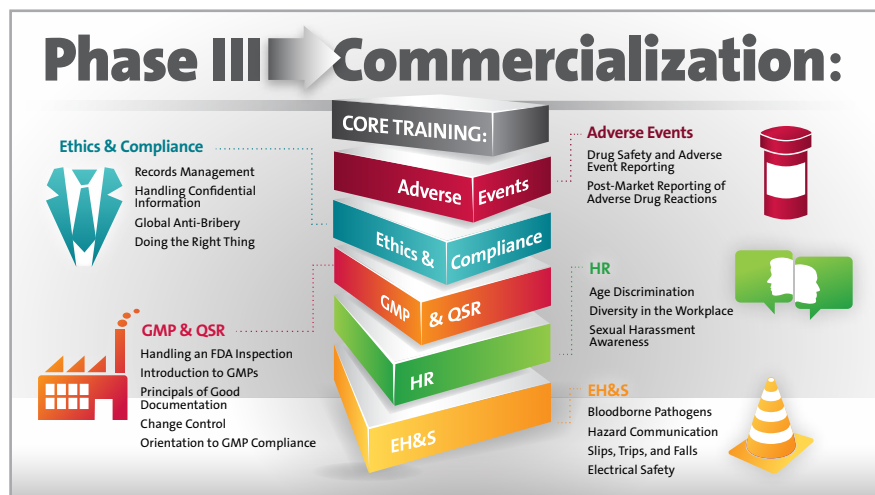 Phase III Commercialization:
CORE TRAINING:
Adverse Events
Ethics & Compliance
GMP & QSR
HR
EH&S
Ethics & Compliance
Records Management
Handling Confidential
Information
Global Anti-Bribery
Doing the Right Thing
GMP & QSR
Handling an FDA Inspection
Introduction to GMPs
Principals of Good
Documentation
Change Control
Orientation to GMP Compliance
Adverse Events
Drug Safety and Adverse
Event Reporting
Post-Market Reporting of
Adverse Drug Reactions
HR
Age Discrimination
Diversity in the Workplace
Sexual Harassment
Awareness
EH&S
Bloodborne Pathogens
Hazard Communication
Slips, Trips, and Falls
Electrical Safety